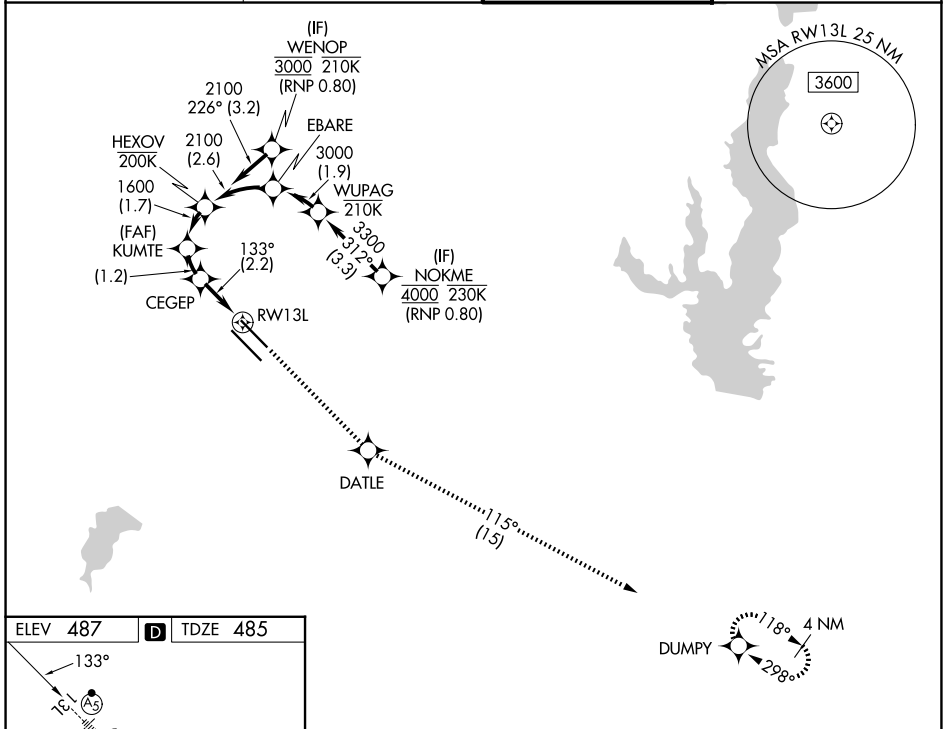 (IF)
WENOP
3000 210K
(RNP 0.80)
2100
226° (3.2)
EBARE
HEXOV
200K
2100
(2.6)
3000
(1.9)
WUPAG
210K
1600
(1.7)
(FAF)
KUMTE
3300
312°
(3.3)
(IF)
NOKME
4000 230K
(RNP 0.80)
(1.2)
133°
(2.2)
CEGEP
RW13L
MSA RW13L 25 NM
3600
DATLE
115°
(15)
118°
4 NM
DUMPY
298°
ELEV 487 D TDZE 485
133°
13L
A5